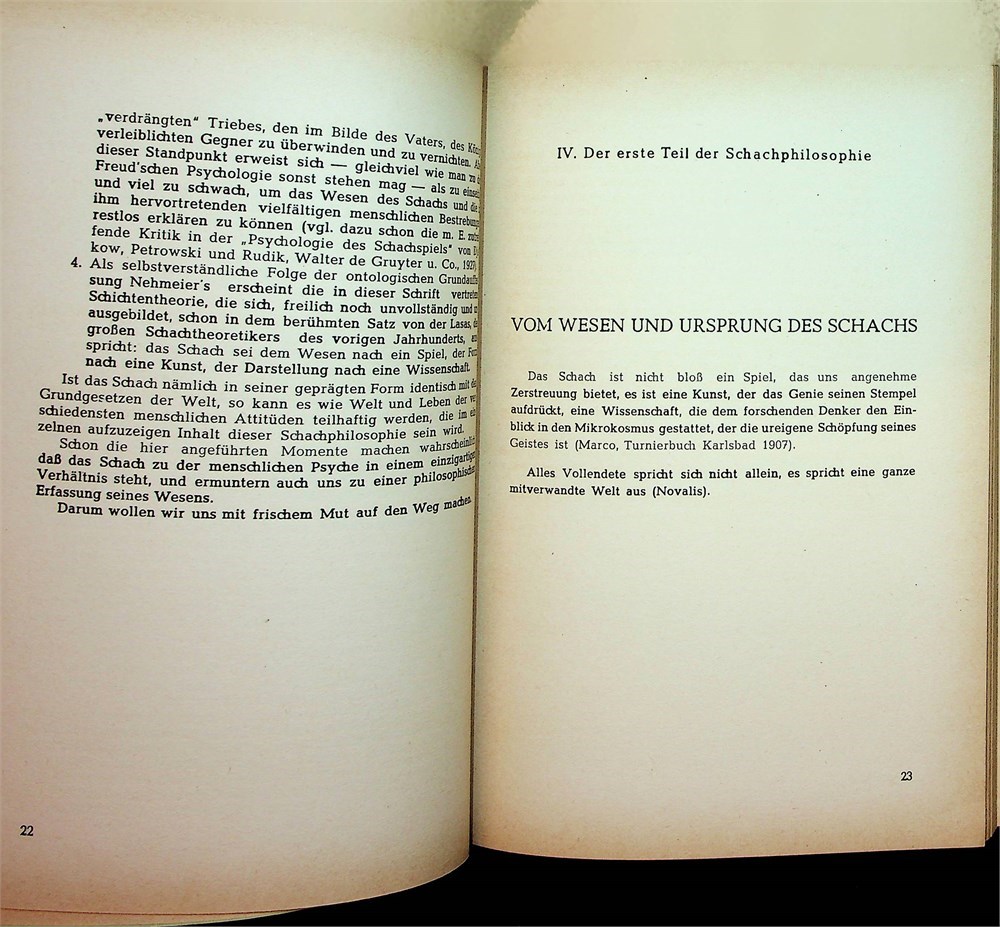 „verdrängten“ Triebes, den im Bilde des Vaters, des
verleiblichten Gegner zu überwinden und zu vernichten.
dieser Standpunkt erweist sich — gleichviel wie man zu
Freud'schen Psychologie sonst stehen mag — als zu
und viel zu schwach, um das Wesen des Schachs und
ihm hervortretenden vielfältigen menschlichen
restlos erklären zu können (vgl. dazu schon die m. E.
fende Kritik in der „Psychologie des Schachspiels“ von
kow, Petrowski und Rudik, Walter de Gruyter u. Co., 1927)
4. Als selbstverständliche Folge der ontologischen
sung Nehmeier's erscheint die in dieser Schrift
Schichtentheorie, die sich, freilich noch unvollständig und
ausgebildet, schon in dem berühmten Satz von der Lasas,
großen Schachtheoretikers des vorigen Jahrhunderts,
spricht: das Schach sei dem Wesen nach ein Spiel, der
nach eine Kunst, der Darstellung nach eine Wissenschaft.
Ist das Schach nämlich in seiner geprägten Form identisch mit
Grundgesetzen der Welt, so kann es wie Welt und Leben der
schiedensten menschlichen Attitüden teilhaftig werden, die im
zelnen aufzuzeigen Inhalt dieser Schachphilosophie sein wird.
Schon die hier angeführten Momente machen wahrscheinlich
daß das Schach zu der menschlichen Psyche in einem einzigartigen
Verhältnis steht, und ermuntern auch uns zu einer philosophischen
Erfassung seines Wesens.
Darum wollen wir uns mit frischem Mut auf den Weg machen.
22
IV. Der erste Teil der Schachphilosophie
VOM WESEN UND URSPRUNG DES SCHACHS
Das Schach ist nicht bloß ein Spiel, das uns angenehme
Zerstreuung bietet, es ist eine Kunst, der das Genie seinen Stempel
aufdrückt, eine Wissenschaft, die dem forschenden Denker den Ein-
blick in den Mikrokosmus gestattet, der die ureigene Schöpfung seines
Geistes ist (Marco, Turnierbuch Karlsbad 1907).
Alles Vollendete spricht sich nicht allein, es spricht eine ganze
mitverwandte Welt aus (Novalis).
23